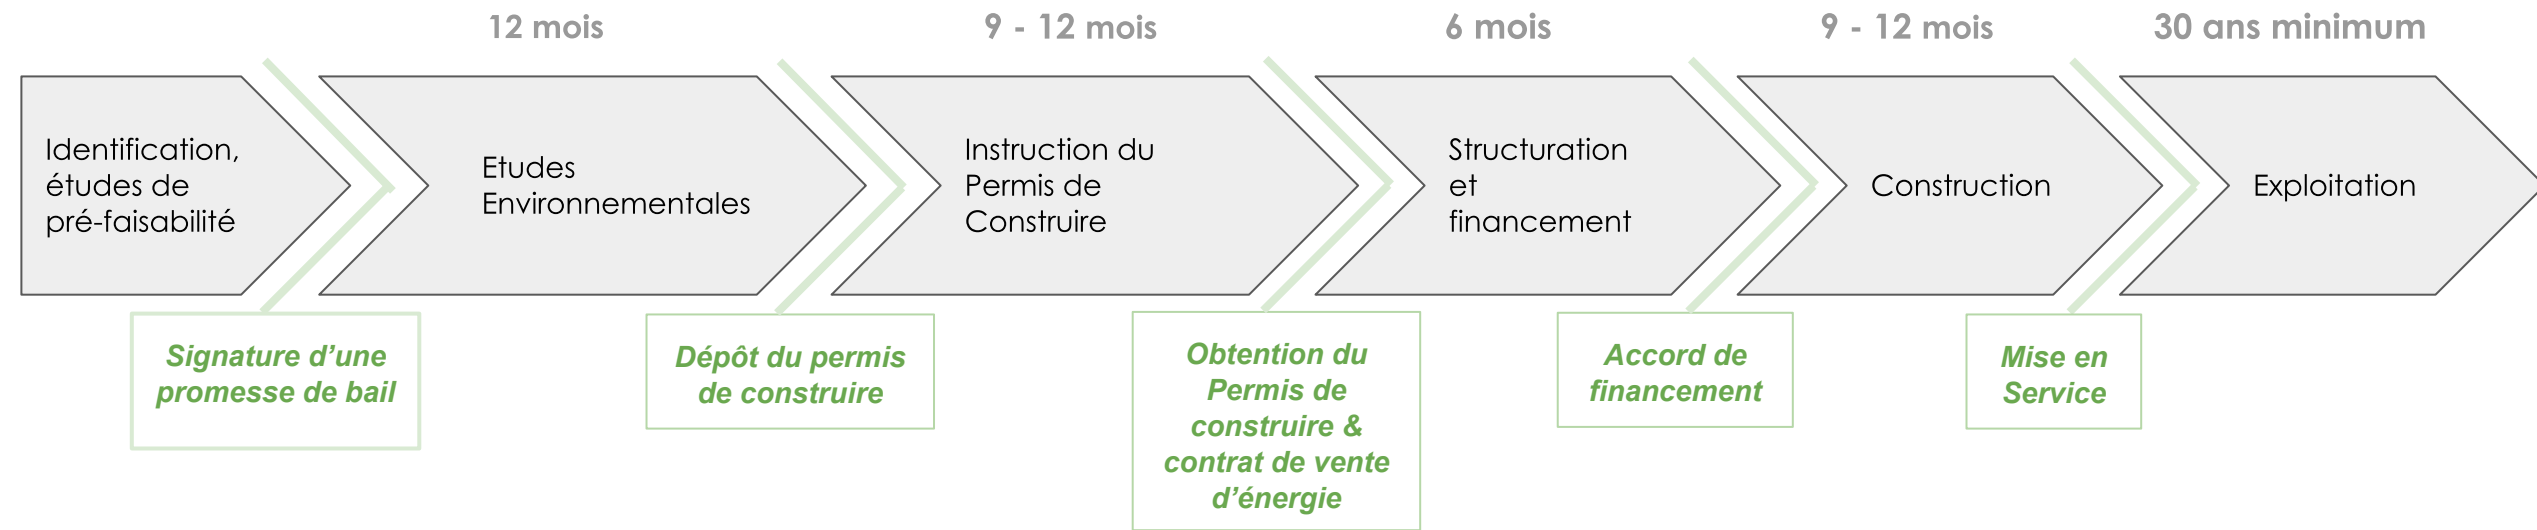 12 mois
9 - 12 mois
6 mois
9 - 12 mois
30 ans minimum
Identification,
études de
pré-faisabilité
Etudes
Environnementales
Instruction du
Permis de
Construire
Structuration
et
financement
Construction
Exploitation
Signature d’une
promesse de bail
Dépôt du permis
de construire
Obtention du
Permis de
construire &
contrat de vente
d’énergie
Accord de
financement
Mise en
Service